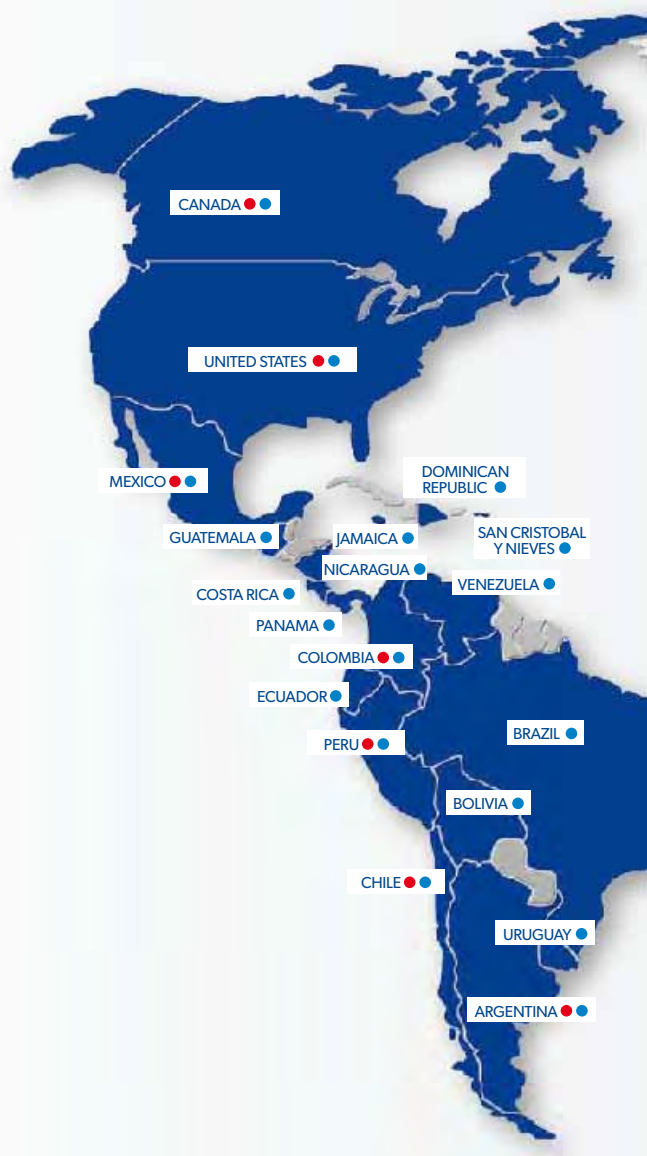 CANADA
UNITED STATES
MEXICO
DOMINICAN
REPUBLIC
GUATEMALA
JAMAICA
SAN CRISTOBAL
Y NIEVES
NICARAGUA
VENEZUELA
COSTA RICA
PANAMA
COLOMBIA
ECUADOR
BRAZIL
PERU
BOLIVIA
CHILE
URUGUAY
ARGENTINA